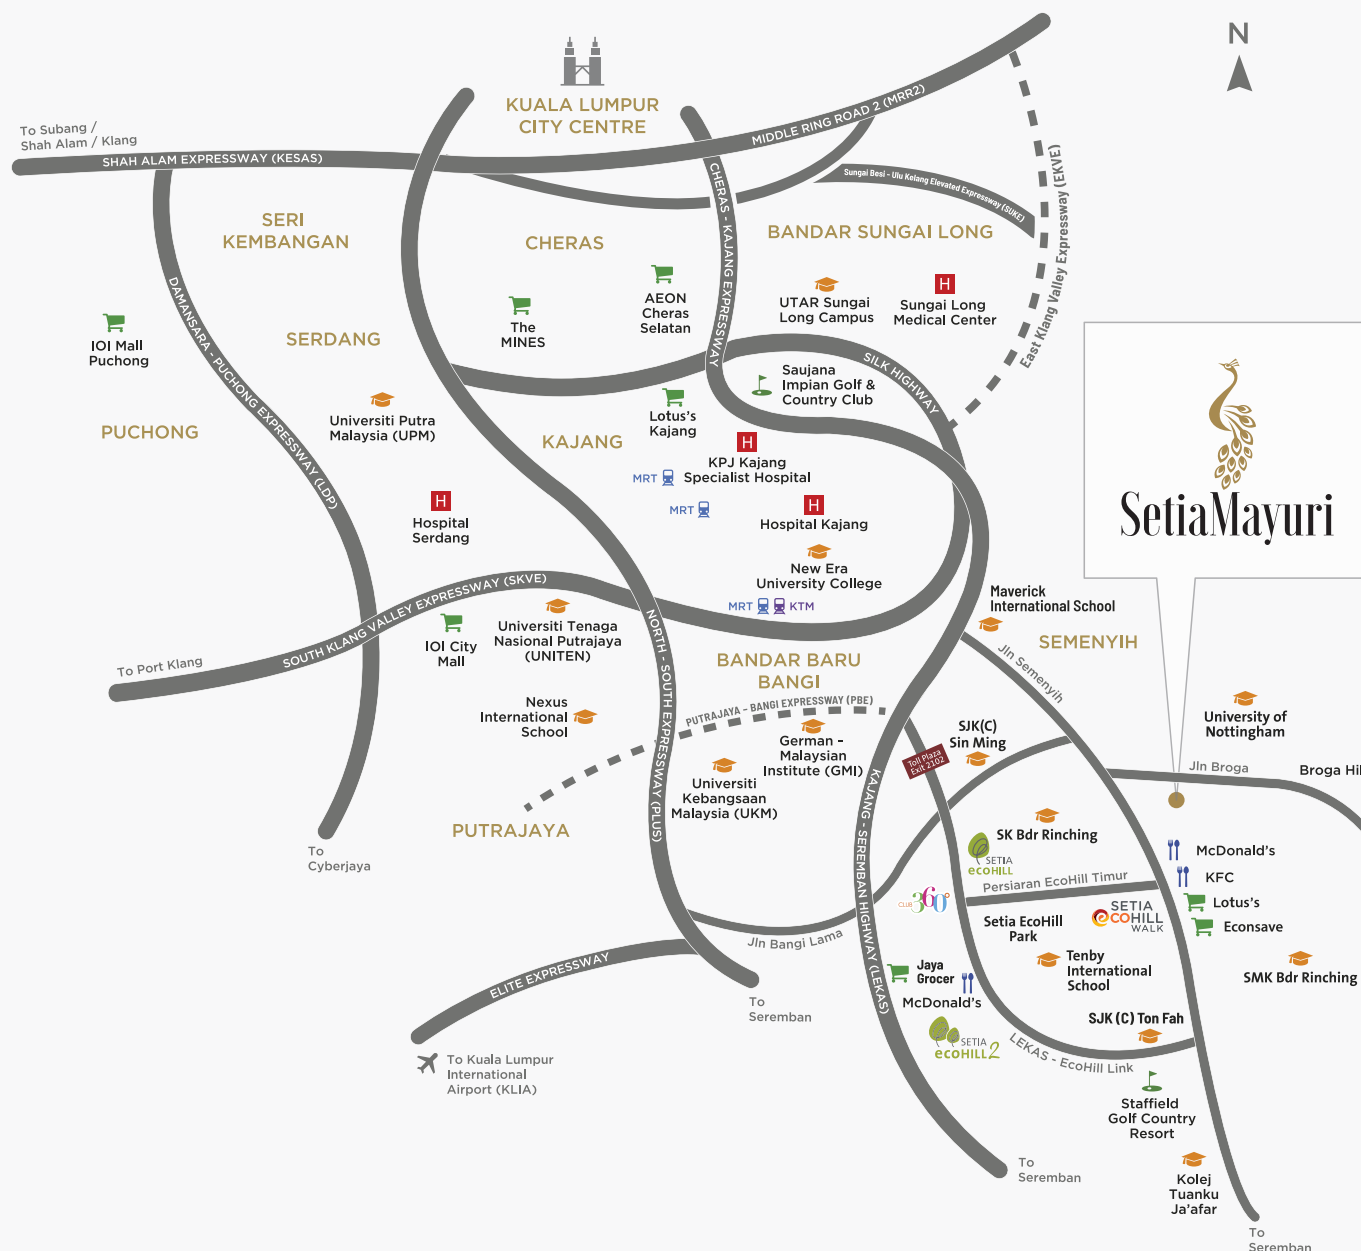 N
KUALA LUMPUR
CITY CENTRE
To Subang /
Shah Alam / Klang
SHAH ALAM EXPRESSWAY (KESAS)
MIDDLE RING ROAD 2 (MRR2)
CHERAS - KAJANG EXPRESSWAY
Sungai Besi - Ulu Kelang Elevated Expressway (SUKE)
East Klang Valley Expressway (EKVE)
SERI
KEMBANGAN
CHERAS
BANDAR SUNGAI LONG
DAMANSARA - PUCHONG EXPRESSWAY (LDP)
IOI Mall
Puchong
The
MINES
AEON
Cheras
Selatan
UTAR Sungai
Long Campus
H
Sungai Long
Medical Center
SERDANG
SILK HIGHWAY
Saujana
Impian Golf &
Country Club
Universiti Putra
Malaysia (UPM)
PUCHONG
Lotus's
Kajang
KAJANG
H
KPJ Kajang
Specialist Hospital
MRT
MRT
H
Hospital
Serdang
H
Hospital Kajang
New Era
University College
MRT
KTM
SetiaMayuri
SOUTH KLANG VALLEY EXPRESSWAY (SKVE)
To Port Klang
IOI City
Mall
Universiti Tenaga
Nasional Putrajaya
(UNITEN)
NORTH - SOUTH EXPRESSWAY (PLUS)
Maverick
International School
SEMENYIH
Jln Semenyih
BANDAR BARU
BANGI
PUTRAJAYA - BANGI EXPRESSWAY (PBE)
Nexus
International
School
German -
Malaysian
Institute (GMI)
Universiti
Kebangsaan
Malaysia (UKM)
SJK(C)
Sin Ming
Toll Plaza
Exit 2102
University of
Nottingham
Jln Broga
Broga Hil
PUTRAJAYA
To
Cyberjaya
KAJANG - SEREMBAN HIGHWAY (LEKAS)
SK Bdr Rinching
SETIA
ecoHILL
Persiaran EcoHill Timur
McDonald's
KFC
Lotus's
Econsave
CLUB 360°
Setia EcoHill
Park
SETIA
ECOHILL
WALK
Jln Bangi Lama
Tenby
International
School
SMK Bdr Rinching
Jaya
Grocer
McDonald's
ELITE EXPRESSWAY
To
Seremban
SJK (C) Ton Fah
SETIA
ecoHILL2
LEKAS - EcoHill Link
To Kuala Lumpur
International
Airport (KLIA)
Staffield
Golf Country
Resort
To
Seremban
Kolej
Tuanku
Ja'afar
To
Seremban